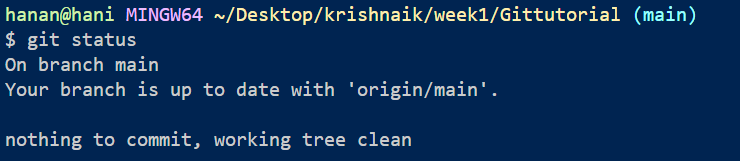 hanan@hani MINGW64 ~/Desktop/krishnaik/week1/Gittutorial (main)
$ git status
On branch main
Your branch is up to date with 'origin/main'.
nothing to commit, working tree clean